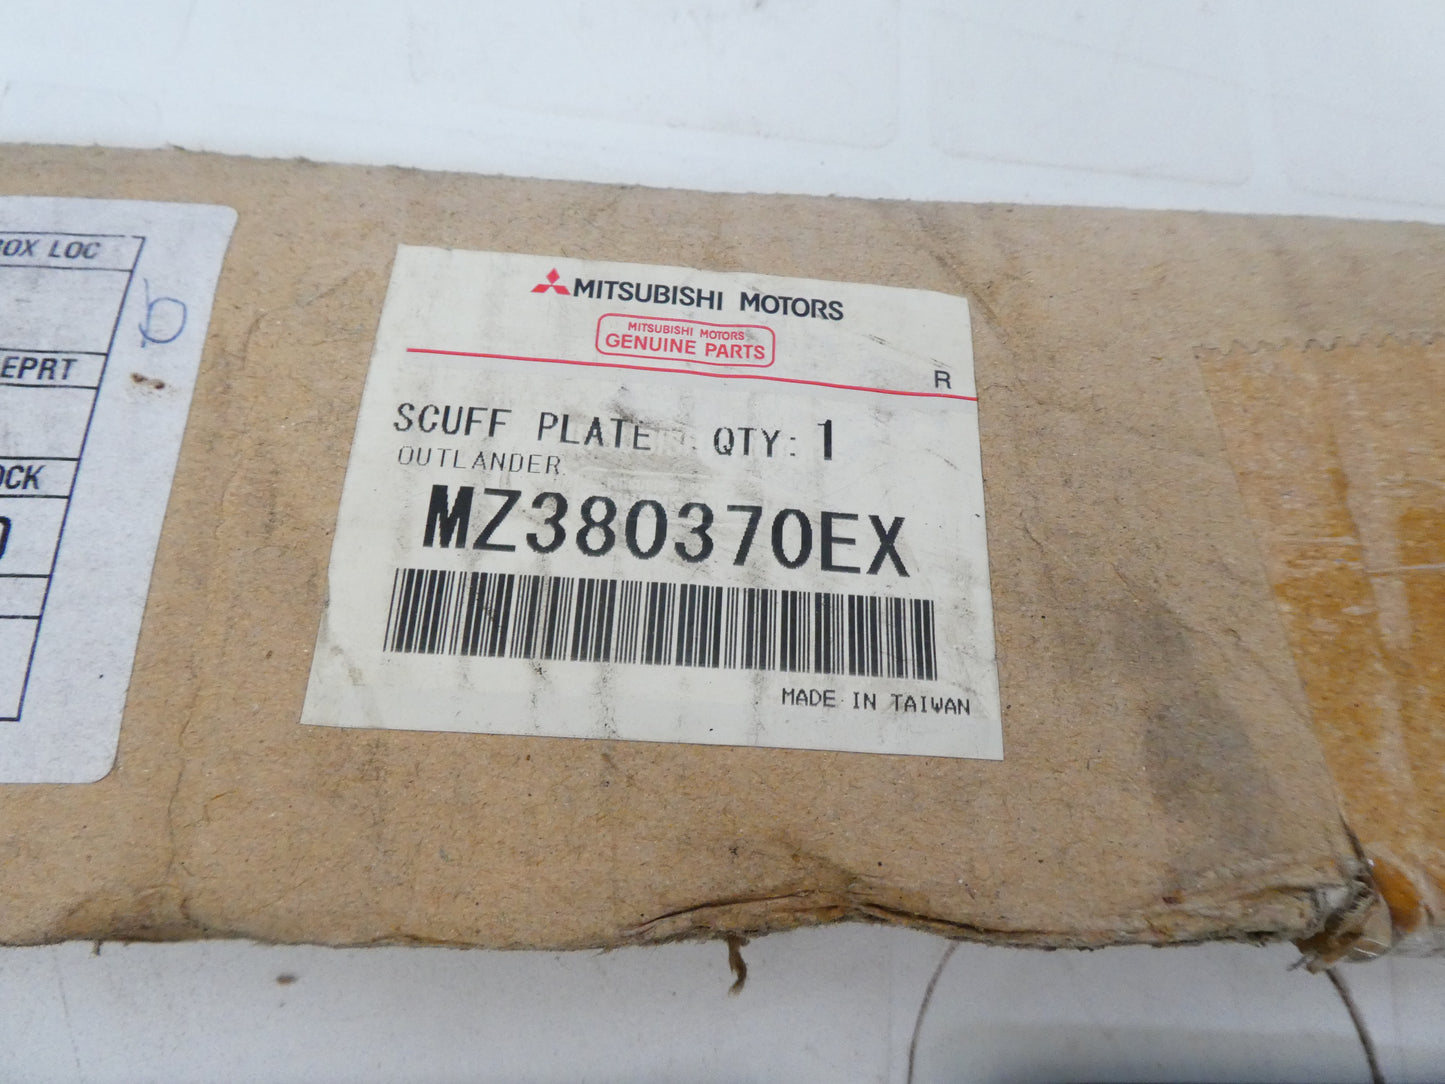 BOX LOC
EPRT
OCK
MITSUBISHI MOTORS
MITSUBISHI MOTORS
GENUINE PARTS
R
SCUFF PLATE QTY: 1
OUTLANDER
MZ380370EX
MADE IN TAIWAN